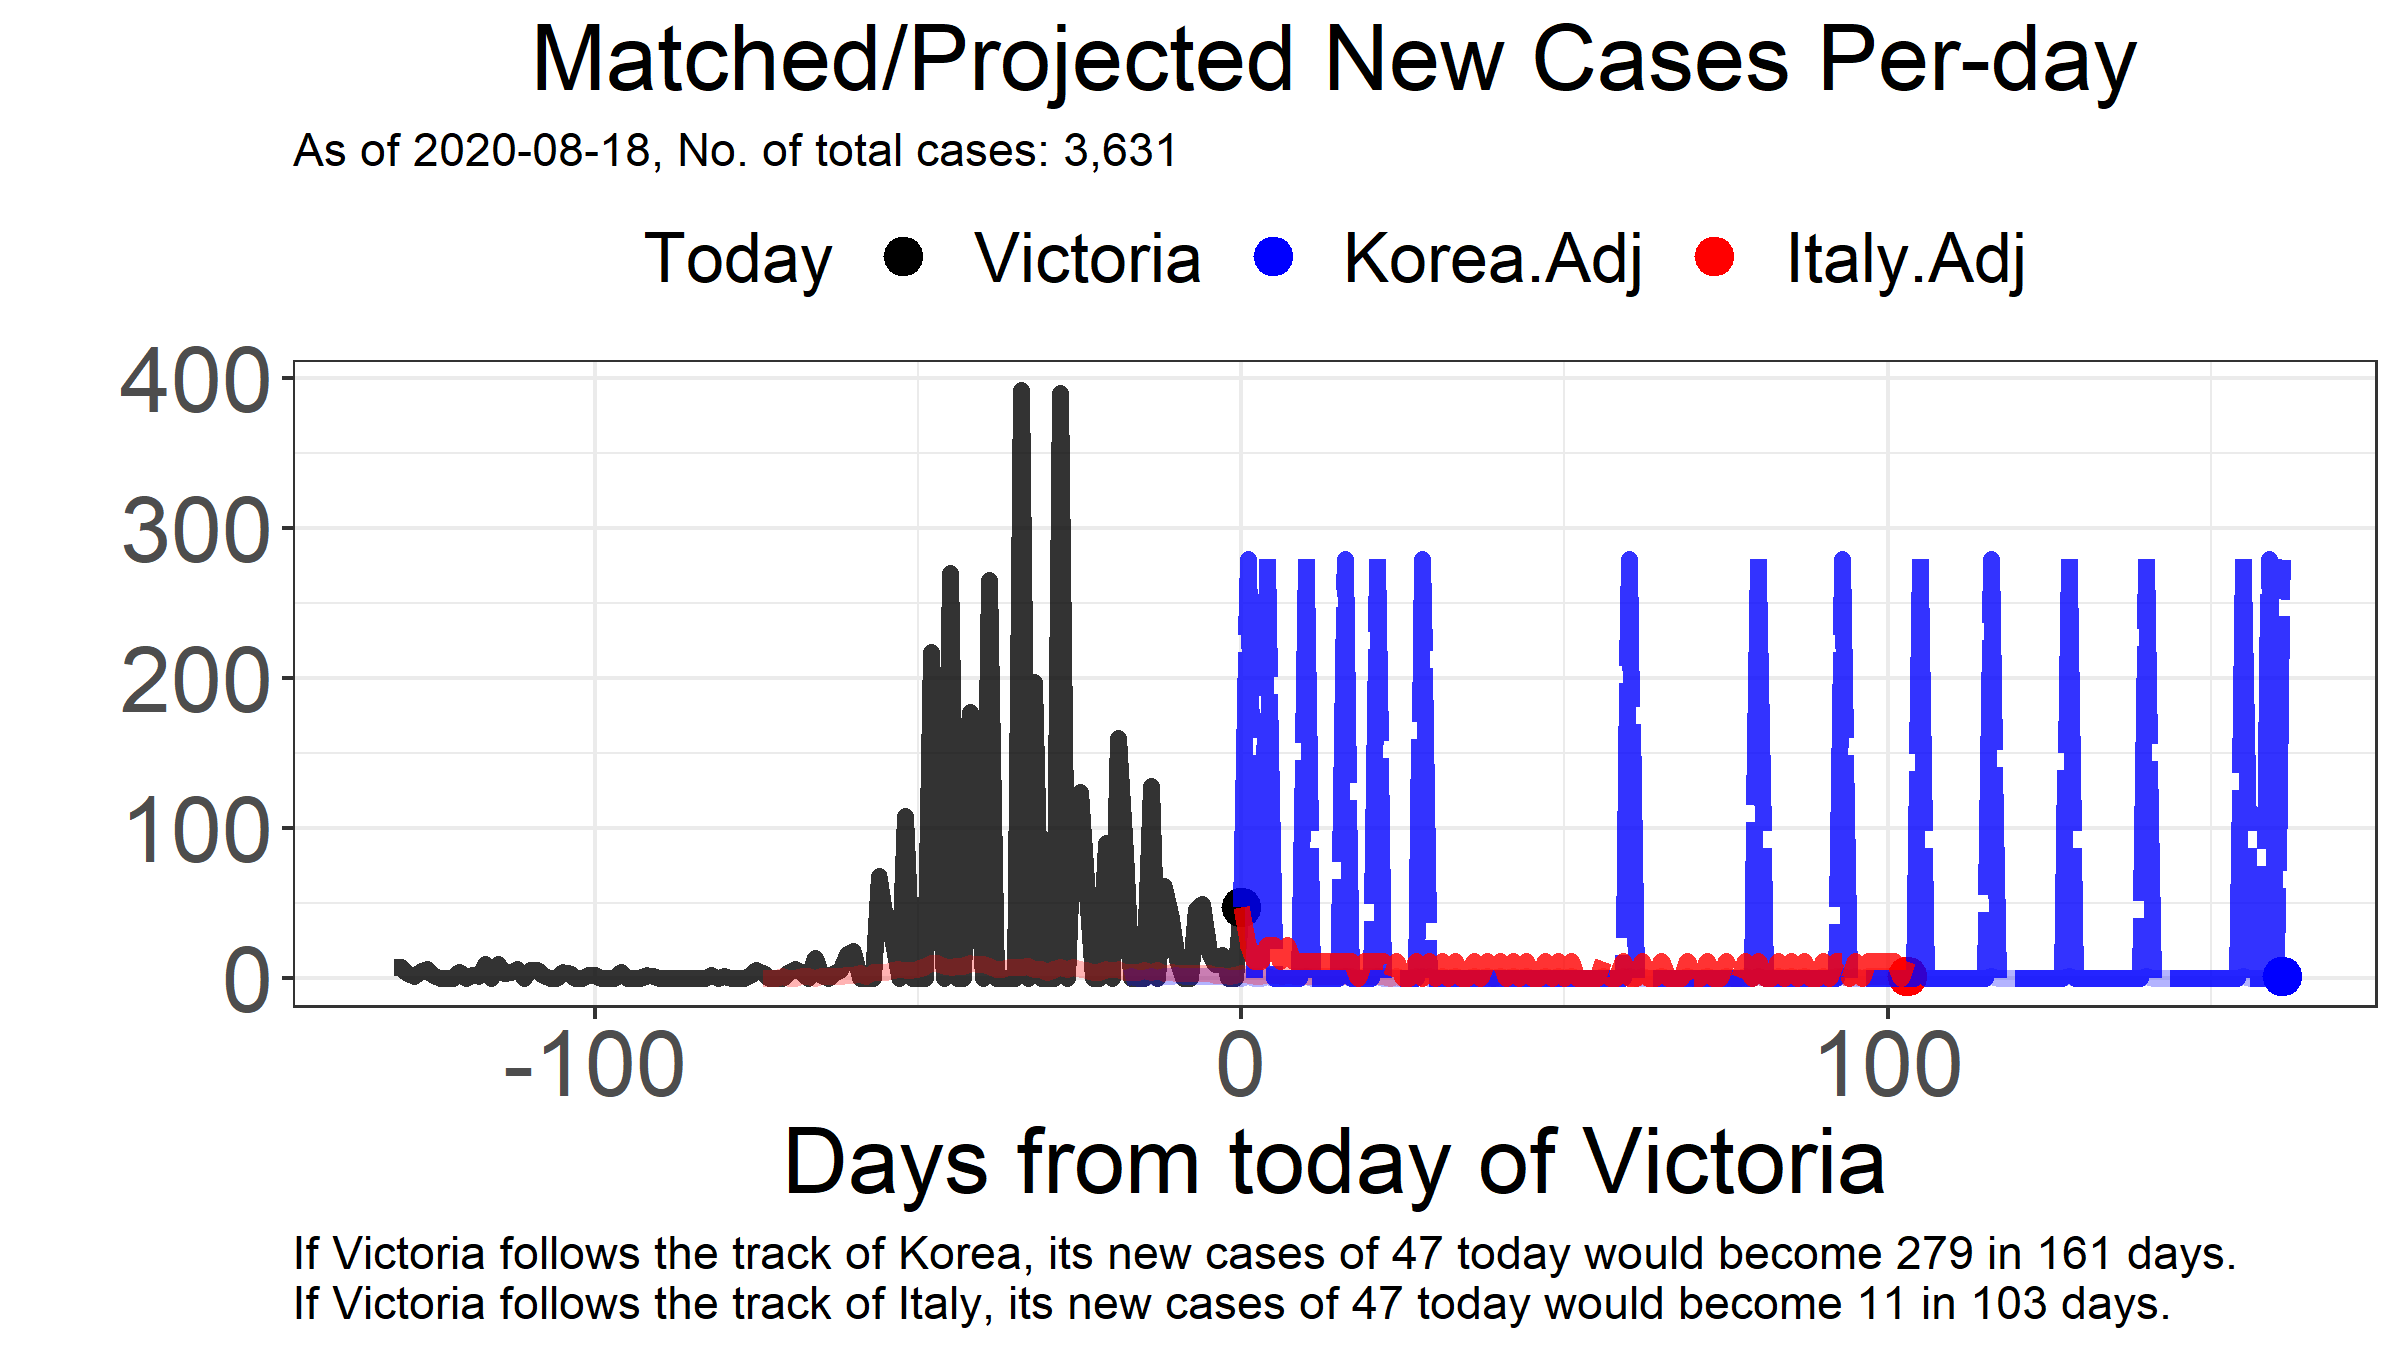 Matched/Projected New Cases Per-day
As of 2020-08-18, No. of total cases: 3,631
Today Victoria Korea.Adj Italy.Adj
400
300
200
100
0
-100 0 100
Days from today of Victoria
If Victoria follows the track of Korea, its new cases of 47 today would become 279 in 161 days.
If Victoria follows the track of Italy, its new cases of 47 today would become 11 in 103 days.